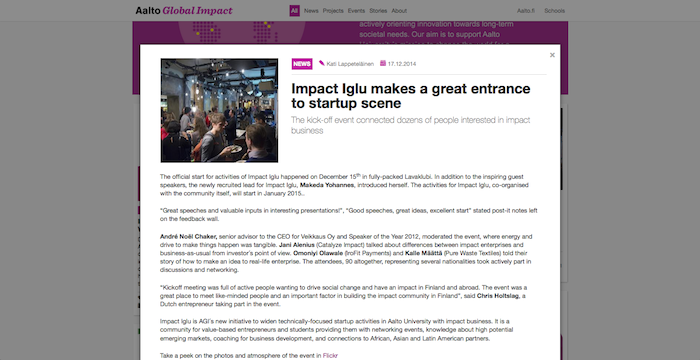 Aalto Global Impact
All News Projects Events Stories About
Aalto.fi Schools
actively orienting innovation towards long-term
societal needs. Our aim is to support Aalto
×
NEWS Kati Lappeteläinen 17.12.2014
Impact Iglu makes a great entrance
to startup scene
The kick-off event connected dozens of people interested in impact
business
The official start for activities of Impact Iglu happened on December 15th in fully-packed Lavaklubi. In addition to the inspiring guest
speakers, the newly recruited lead for Impact Iglu, Makeda Yohannes, introduced herself. The activities for Impact Iglu, co-organised
with the community itself, will start in January 2015..
“Great speeches and valuable inputs in interesting presentations!”, “Good speeches, great ideas, excellent start” stated post-it notes left
on the feedback wall.
André Noël Chaker, senior advisor to the CEO for Veikkaus Oy and Speaker of the Year 2012, moderated the event, where energy and
drive to make things happen was tangible. Jani Alenius (Catalyze Impact) talked about differences between impact enterprises and
business-as-usual from investor's point of view. Omoniyi Olawale (IroFit Payments) and Kalle Määttä (Pure Waste Textiles) told their
story of how to make an idea to real-life enterprise. The attendees, 90 altogether, representing several nationalities took actively part in
discussions and networking.
“Kickoff meeting was full of active people wanting to drive social change and have an impact in Finland and abroad. The event was a
great place to meet like-minded people and an important factor in building the impact community in Finland”, said Chris Holtslag, a
Dutch entrepreneur taking part in the event.
Impact Iglu is AGI's new initiative to widen technically-focused startup activities in Aalto University with impact business. It is a
community for value-based entrepreneurs and students providing them with networking events, knowledge about high potential
emerging markets, coaching for business development, and connections to African, Asian and Latin American partners.
Take a peek on the photos and atmosphere of the event in Flickr